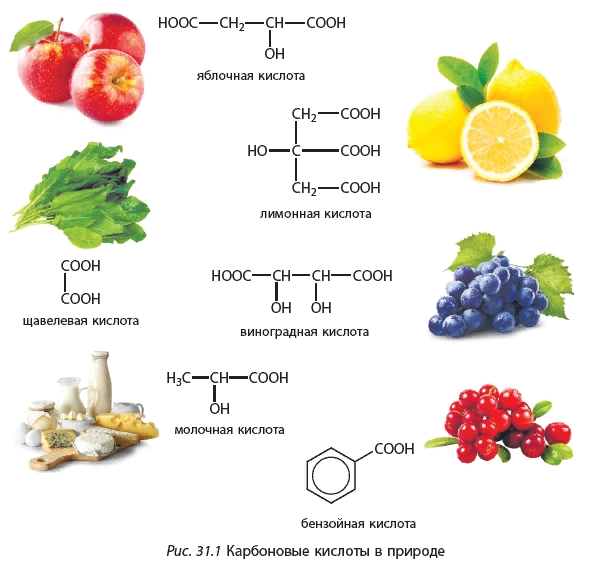 HOOC—CH₂—CH—COOH
OH
яблочная кислота
CH₂—COOH
HO—C—COOH
CH₂—COOH
лимонная кислота
COOH
COOH
щавелевая кислота
HOOC—CH—CH—COOH
OH OH
виноградная кислота
H₃C—CH—COOH
OH
молочная кислота
COOH
бензойная кислота
Рис. 31.1 Карбоновые кислоты в природе